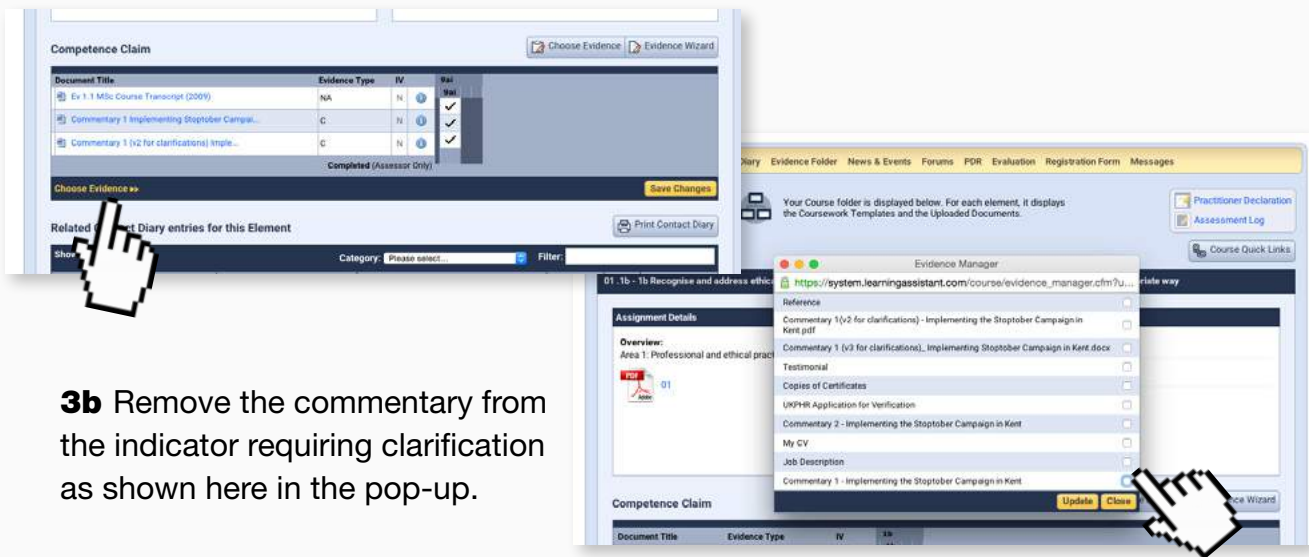 Competence Claim
Choose Evidence
Evidence Wizard
Document Title Evidence Type IV 9ai
9ai
Ev 1.1 MSc Course Transcript (2009) NA N
Commentary 1 Implementing Stoptober Campai... C N
Commentary 1 (v2 for clarifications) Imple... C N
Completed (Assessor Only)
Choose Evidence
Save Changes
Related Diary entries for this Element
Print Contact Diary
Category: Please select...
Filter:
Diary Evidence Folder News & Events Forums PDR Evaluation Registration Form Messages
Your Course folder is displayed below. For each element, it displays
the Coursework Templates and the Uploaded Documents.
Practitioner Declaration
Assessment Log
Course Quick Links
01 .1b - 1b Recognise and address ethic
riate way
Evidence Manager
https://system.learningassistant.com/course/evidence_manager.cfm?u...
Reference
Commentary 1(v2 for clarifications) - Implementing the Stoptober Campaign in
Kent.pdf
Commentary 1 (v3 for clarifications)_ Implementing Stoptober Campaign in Kent.docx
Testimonial
Copies of Certificates
UKPHR Application for Verification
Commentary 2 - Implementing the Stoptober Campaign in Kent
My CV
Job Description
Commentary 1 - Implementing the Stoptober Campaign in Kent
Update Close
Assignment Details
Overview:
Area 1: Professional and ethical pract
PDF
Adobe
01
Competence Claim
nce Wizard
Document Title Evidence Type IV 1b
3b Remove the commentary from
the indicator requiring clarification
as shown here in the pop-up.